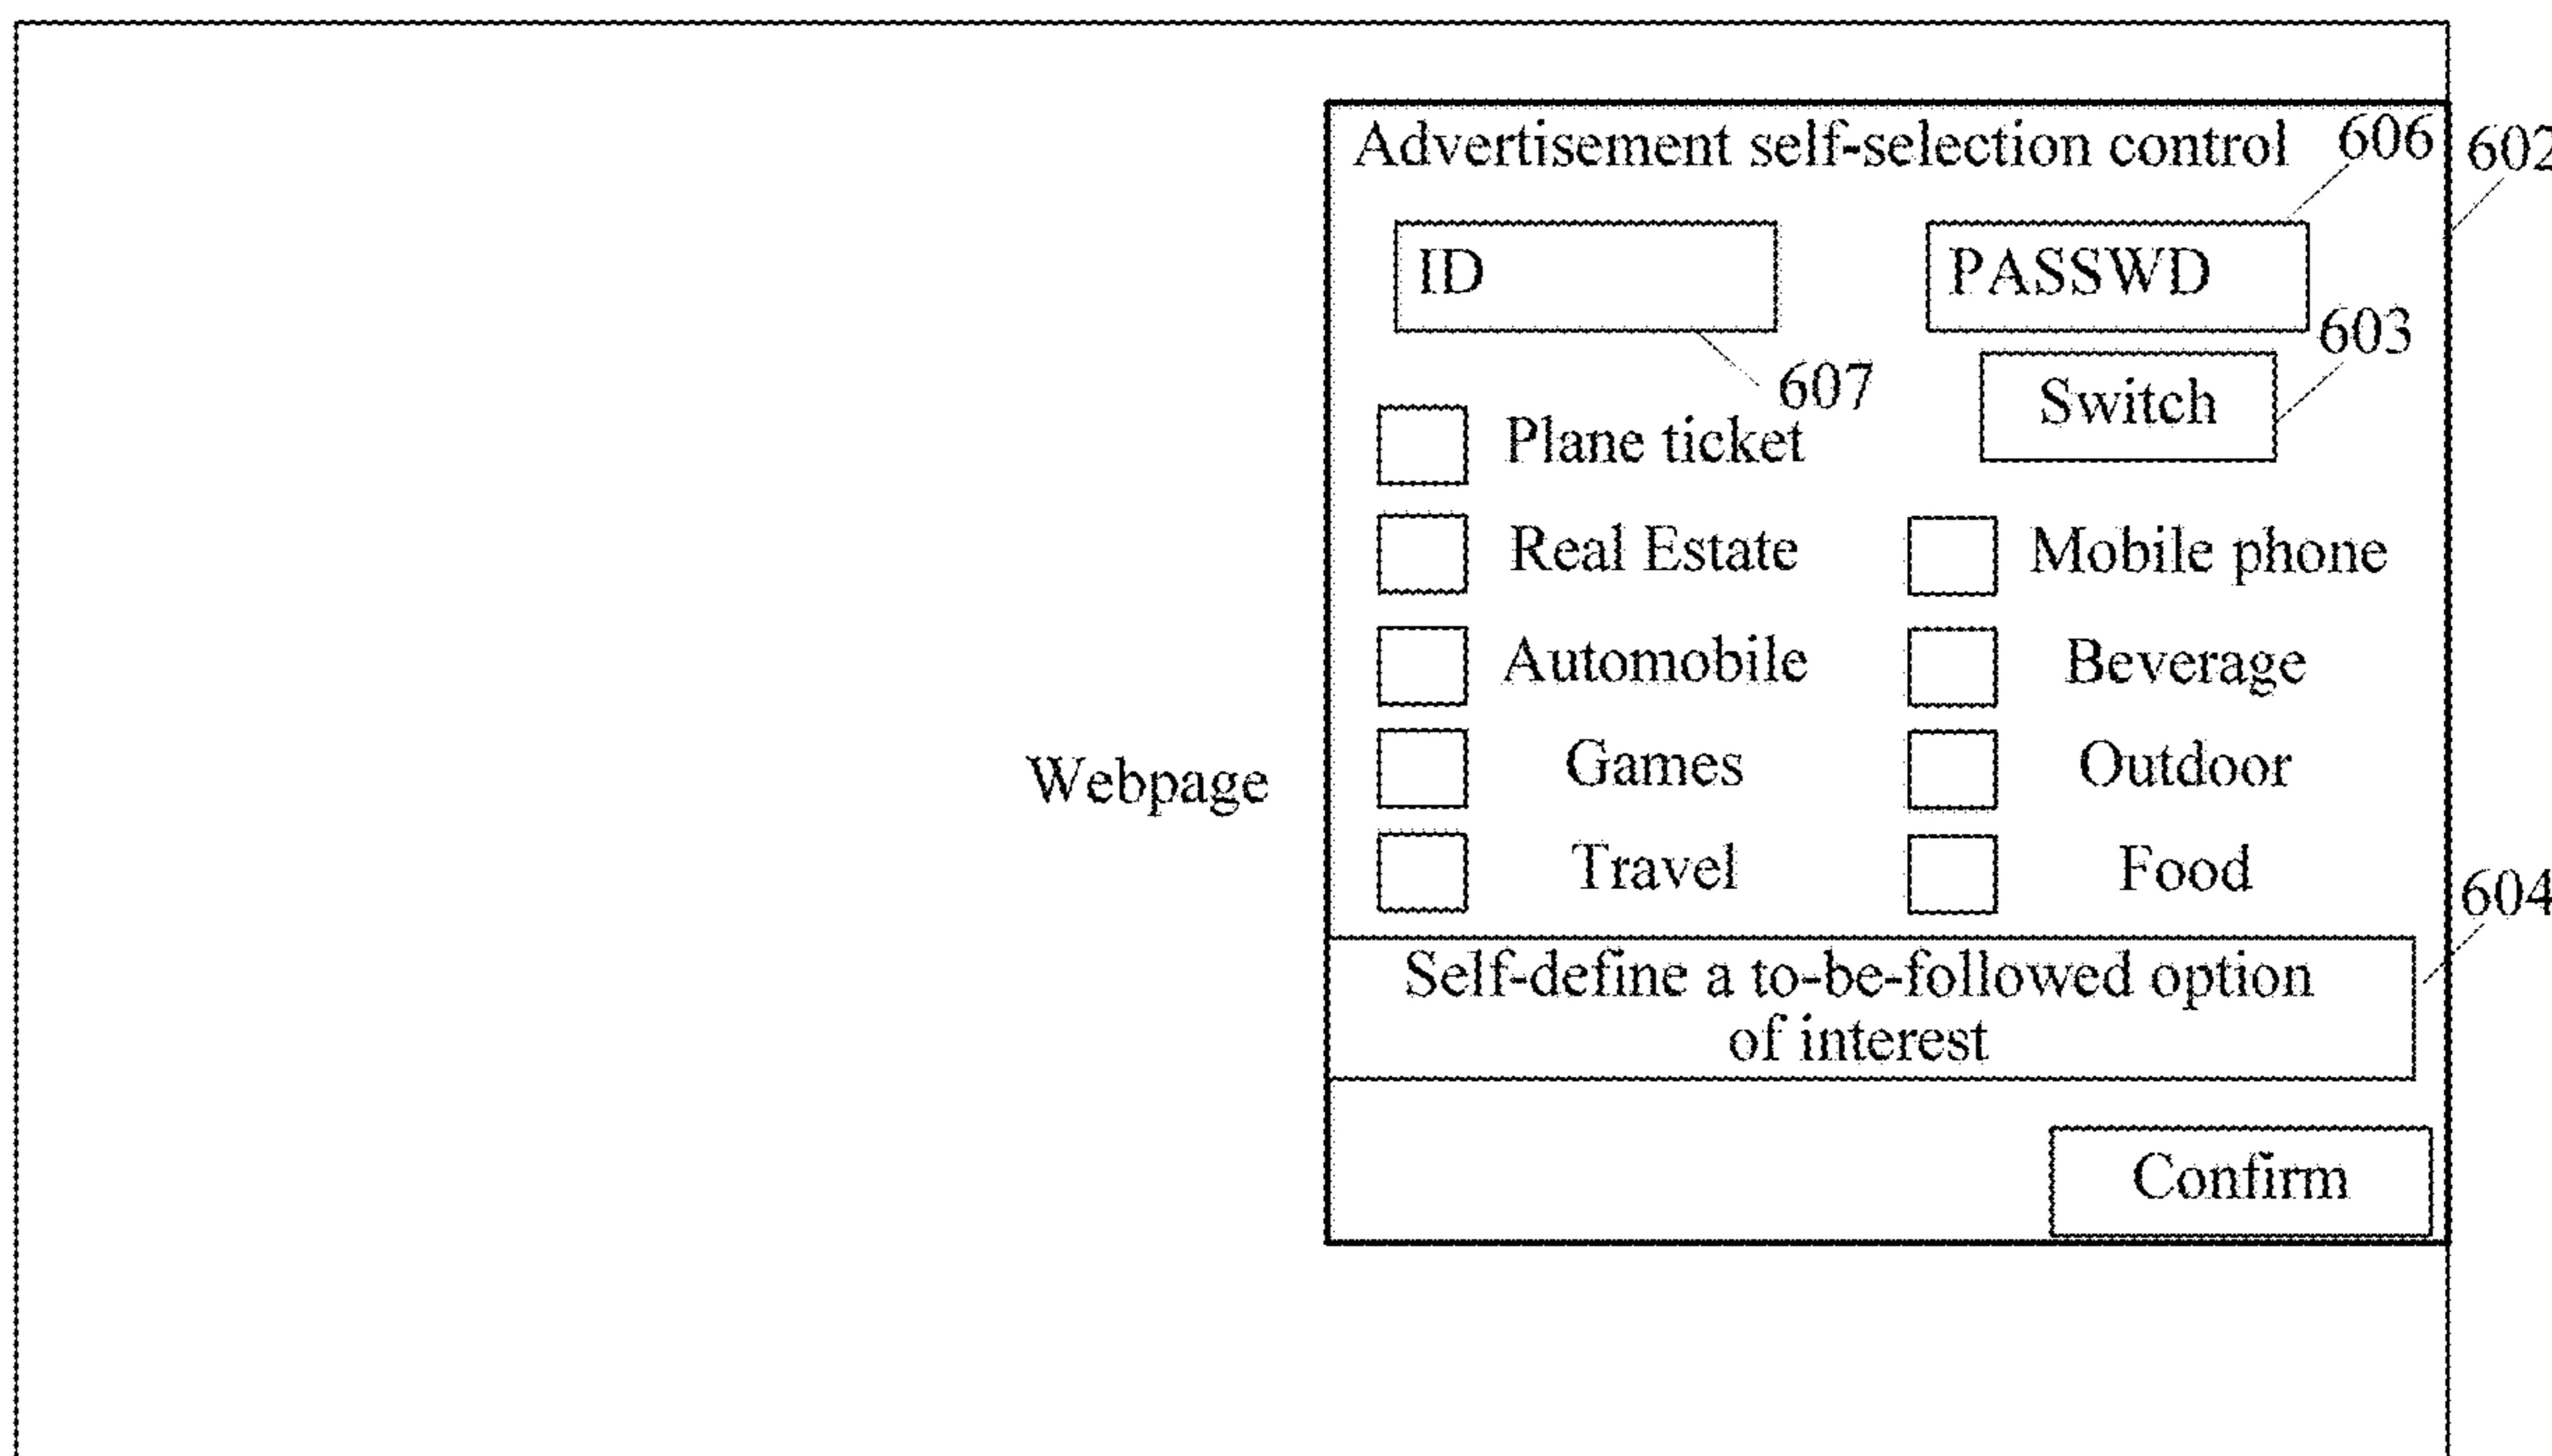 Advertisement self-selection control 606 602
ID PASSWD
603
607 Switch
Plane ticket
Real Estate Mobile phone
Automobile Beverage
Webpage Games Outdoor
Travel Food
604
Self-define a to-be-followed option
of interest
Confirm